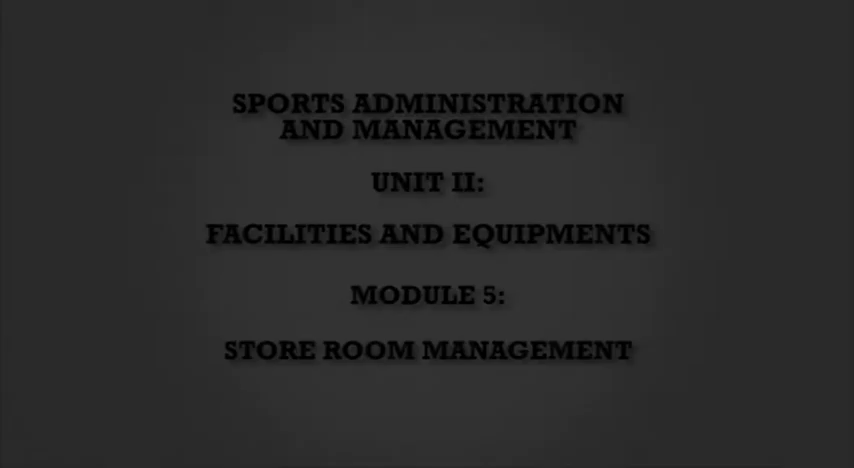 SPORTS ADMINISTRATION
AND MANAGEMENT
UNIT II:
FACILITIES AND EQUIPMENTS
MODULE 5:
STORE ROOM MANAGEMENT